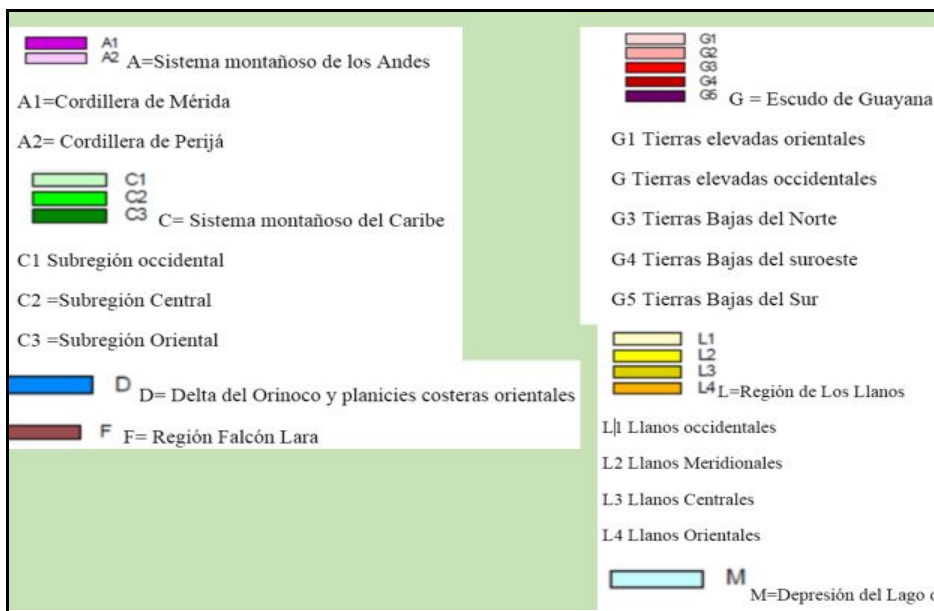 A1
A2 A=Sistema montañoso de los Andes
A1=Cordillera de Mérida
A2= Cordillera de Perijá
C1
C2
C3 C= Sistema montañoso del Caribe
C1 Subregión occidental
C2 =Subregión Central
C3 =Subregión Oriental
D D= Delta del Orinoco y planicies costeras orientales
F F= Región Falcón Lara
G1
G2
G3
G4
G5 G = Escudo de Guayana
G1 Tierras elevadas orientales
G Tierras elevadas occidentales
G3 Tierras Bajas del Norte
G4 Tierras Bajas del suroeste
G5 Tierras Bajas del Sur
L1
L2
L3
L4 L=Región de Los Llanos
L1 Llanos occidentales
L2 Llanos Meridionales
L3 Llanos Centrales
L4 Llanos Orientales
M M=Depresión del Lago